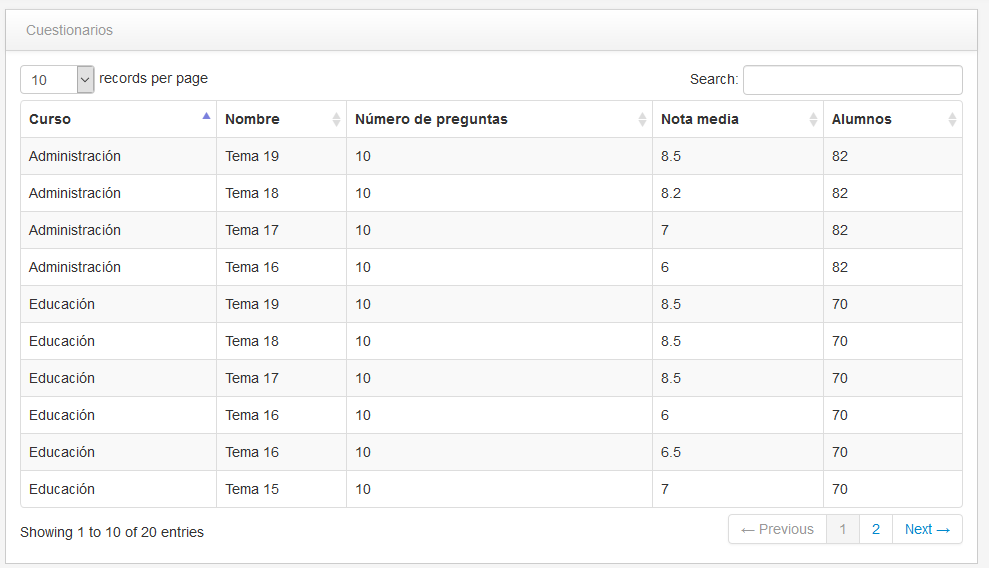 Cuestionarios
10 records per page Search:
Curso Nombre Número de preguntas Nota media Alumnos
Administración Tema 19 10 8.5 82
Administración Tema 18 10 8.2 82
Administración Tema 17 10 7 82
Administración Tema 16 10 6 82
Educación Tema 19 10 8.5 70
Educación Tema 18 10 8.5 70
Educación Tema 17 10 8.5 70
Educación Tema 16 10 6 70
Educación Tema 16 10 6.5 70
Educación Tema 15 10 7 70
Showing 1 to 10 of 20 entries ← Previous 1 2 Next →